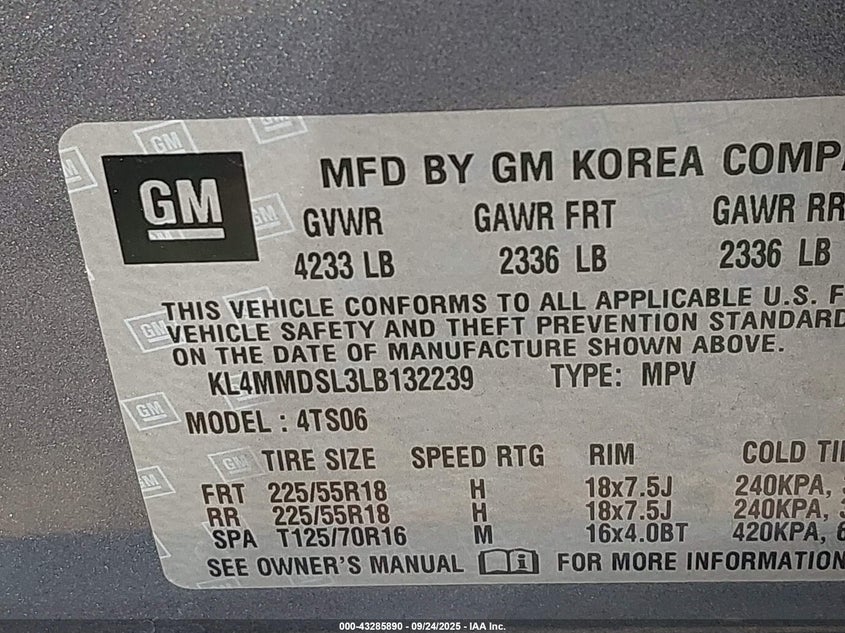 GM
MFD BY GM KOREA COMPA
GVWR GAWR FRT GAWR RR
4233 LB 2336 LB 2336 LB
THIS VEHICLE CONFORMS TO ALL APPLICABLE U.S. F
VEHICLE SAFETY AND THEFT PREVENTION STANDARD
ON THE DATE OF MANUFACTURE SHOWN ABOVE.
KL4MMDSL3LB132239 TYPE: MPV
MODEL : 4TS06
TIRE SIZE SPEED RTG RIM COLD TI
FRT 225/55R18 H 18x7.5J 240KPA, 3
RR 225/55R18 H 18x7.5J 240KPA, 3
SPA T125/70R16 M 16x4.0BT 420KPA, 6
SEE OWNER'S MANUAL i FOR MORE INFORMATION
000-43285890 - 09/24/2025 - IAA Inc.